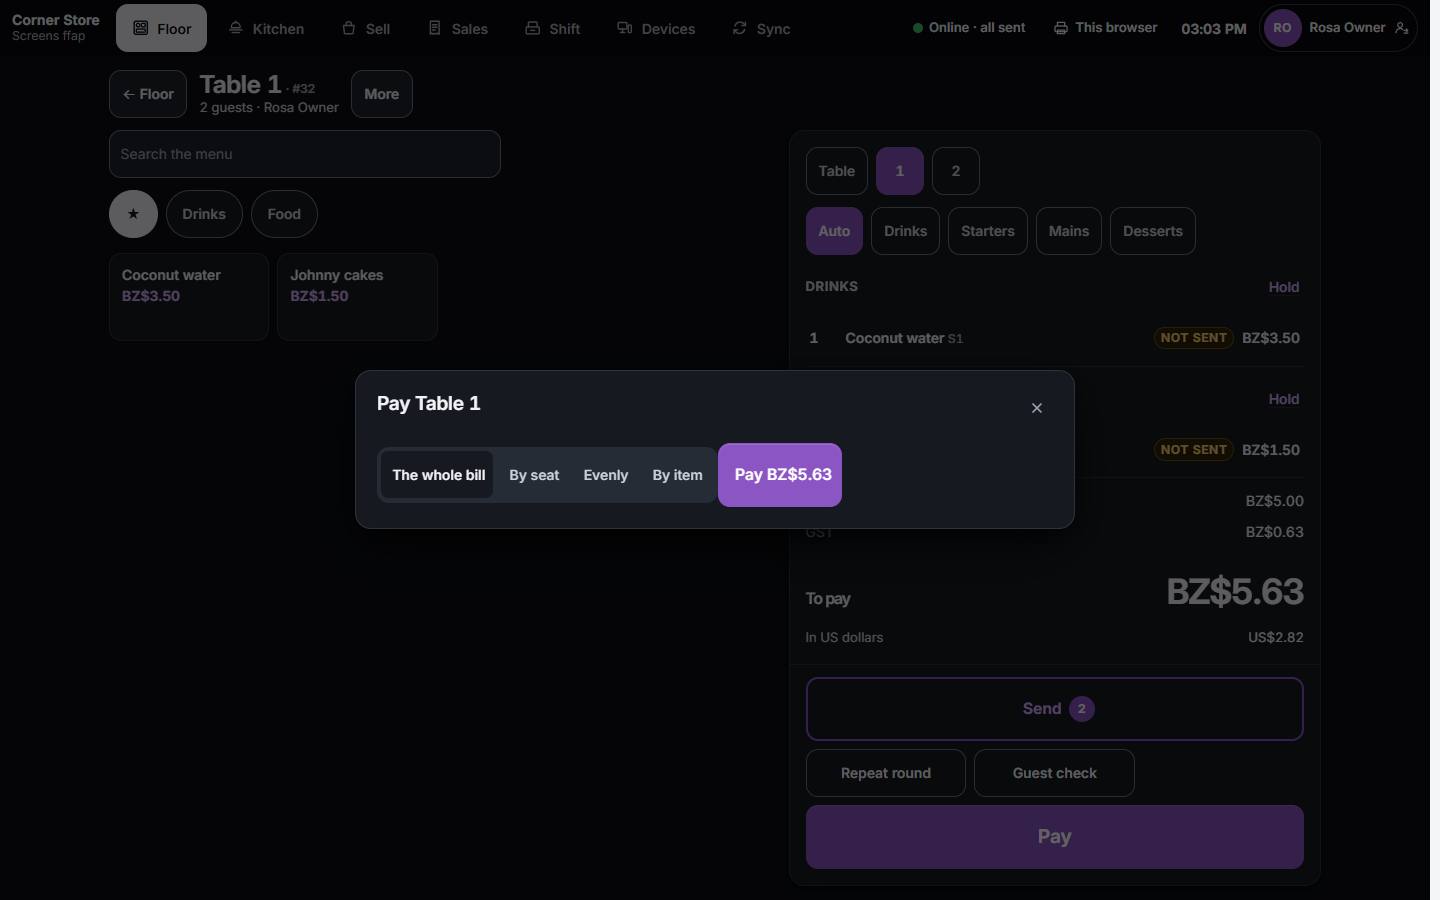 Corner Store
Screens ffap
Floor
Kitchen
Sell
Sales
Shift
Devices
Sync
Online · all sent
This browser
03:03 PM
RO
Rosa Owner
← Floor
Table 1 · #32
2 guests · Rosa Owner
More
Search the menu
★
Drinks
Food
Coconut water
BZ$3.50
Johnny cakes
BZ$1.50
Table
1
2
Auto
Drinks
Starters
Mains
Desserts
DRINKS
Hold
1
Coconut water S1
NOT SENT
BZ$3.50
Hold
NOT SENT
BZ$1.50
Pay Table 1
×
The whole bill
By seat
Evenly
By item
Pay BZ$5.63
BZ$5.00
GST
BZ$0.63
To pay
BZ$5.63
In US dollars
US$2.82
Send
2
Repeat round
Guest check
Pay